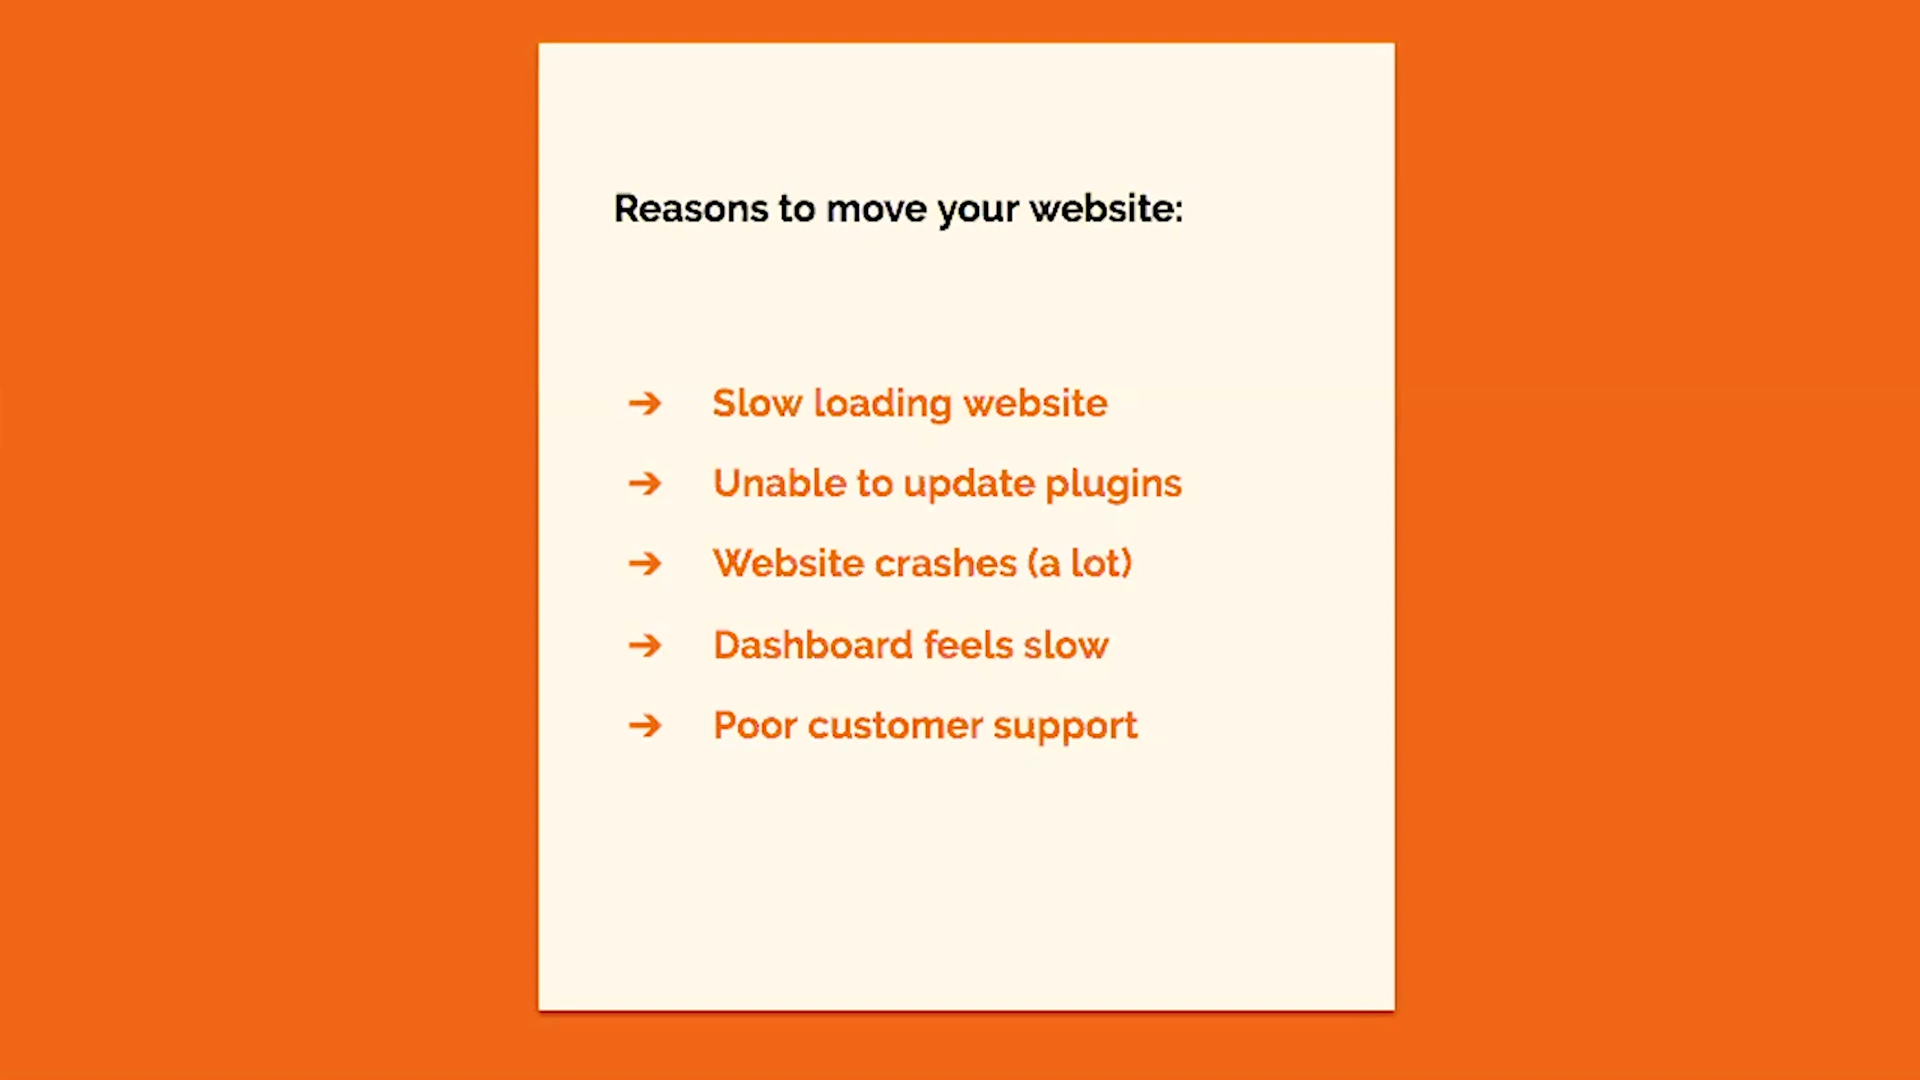 Reasons to move your website:
➔ Slow loading website
➔ Unable to update plugins
➔ Website crashes (a lot)
➔ Dashboard feels slow
➔ Poor customer support